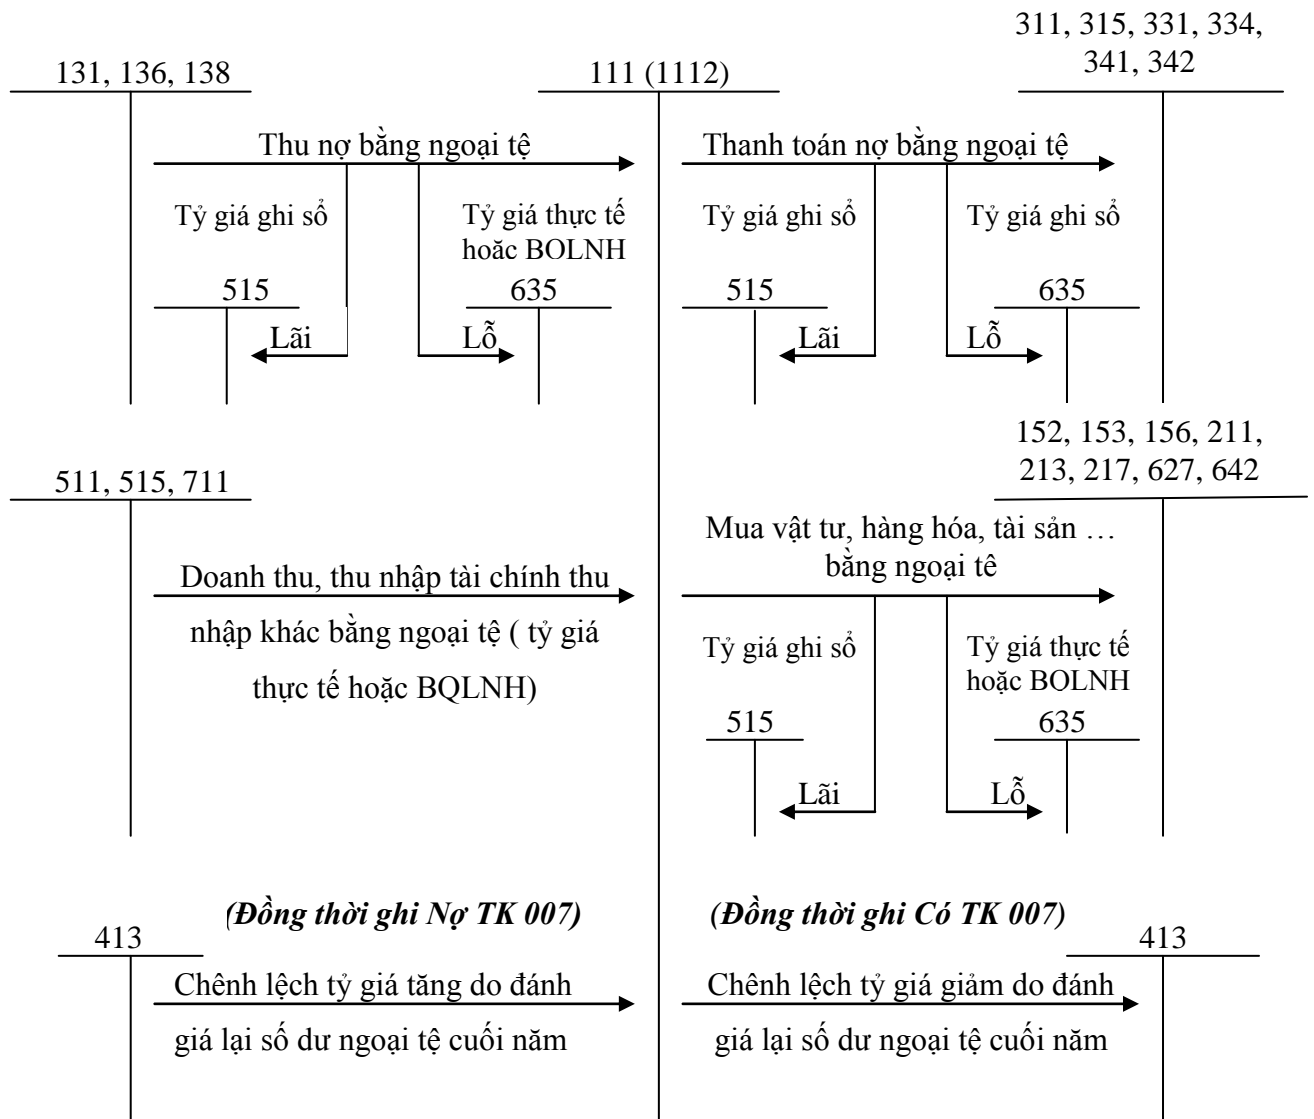 311, 315, 331, 334,
341, 342
131, 136, 138
111 (1112)
Thu nợ bằng ngoại tệ
Thanh toán nợ bằng ngoại tệ
Tỷ giá ghi sổ
Tỷ giá thực tế
hoăc BOLNH
Tỷ giá ghi sổ
Tỷ giá ghi sổ
515
635
515
635
Lãi
Lỗ
Lãi
Lỗ
152, 153, 156, 211,
213, 217, 627, 642
511, 515, 711
Mua vật tư, hàng hóa, tài sản …
bằng ngoại tê
Doanh thu, thu nhập tài chính thu
nhập khác bằng ngoại tệ ( tỷ giá
thực tế hoặc BQLNH)
Tỷ giá ghi sổ
Tỷ giá thực tế
hoặc BOLNH
515
635
Lãi
Lỗ
(Đồng thời ghi Nợ TK 007)
(Đồng thời ghi Có TK 007)
413
413
Chênh lệch tỷ giá tăng do đánh
giá lại số dư ngoại tệ cuối năm
Chênh lệch tỷ giá giảm do đánh
giá lại số dư ngoại tệ cuối năm